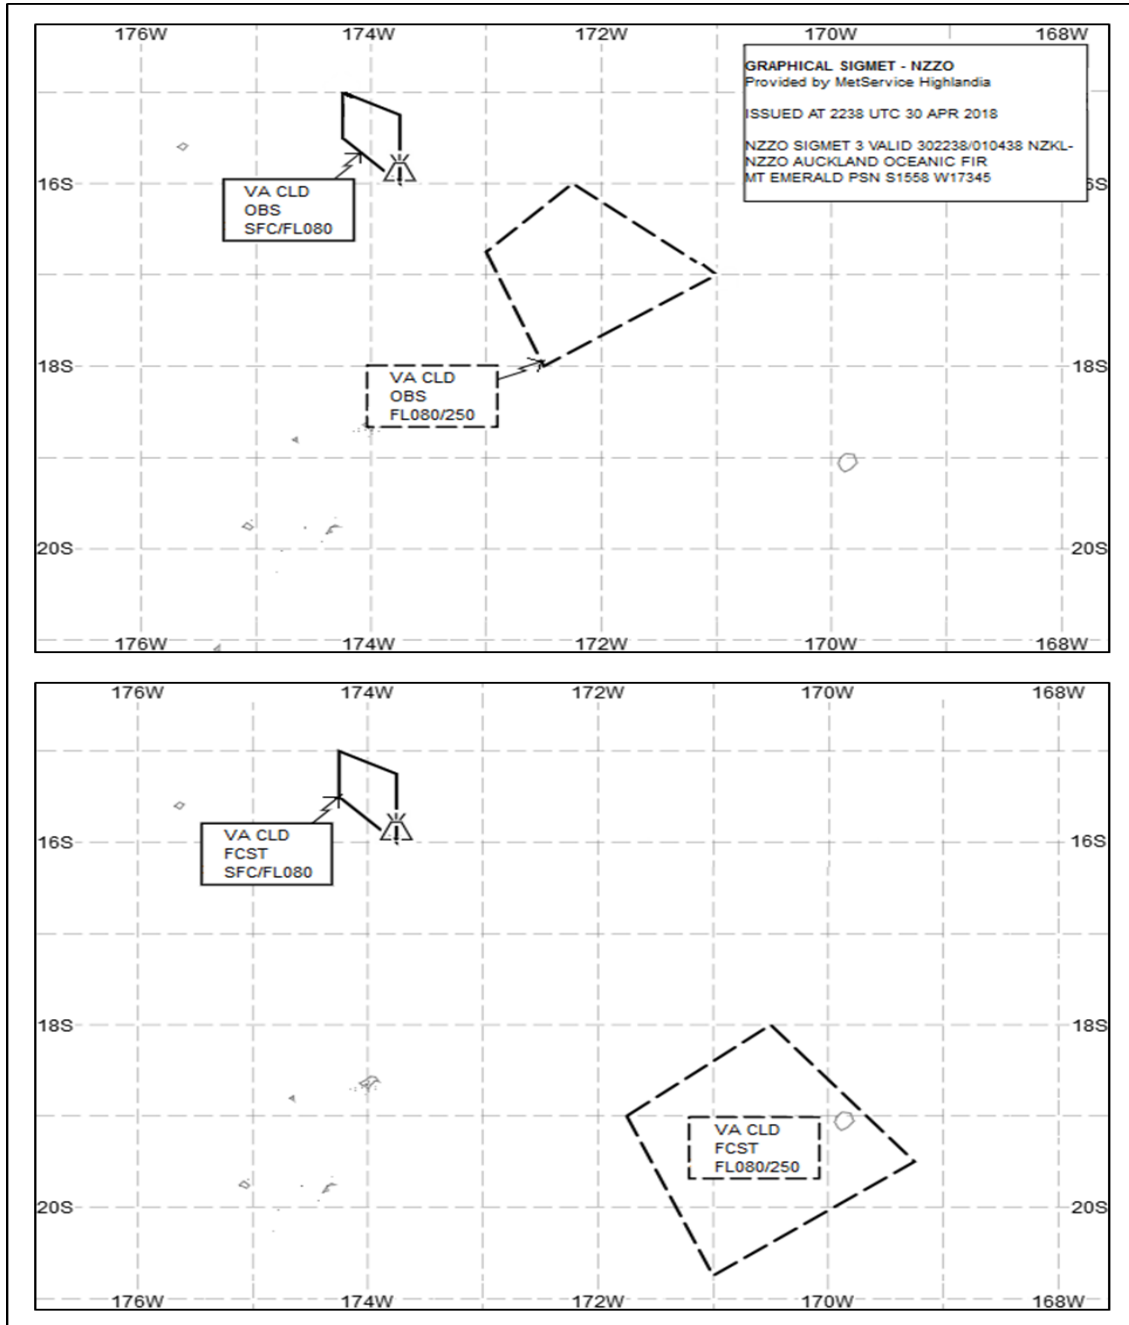 176W 174W 172W 170W 168W
GRAPHICAL SIGMET - NZZO
Provided by MetService Highlandia
ISSUED AT 2238 UTC 30 APR 2018
NZZO SIGMET 3 VALID 302238/010438 NZKL-
NZZO AUCKLAND OCEANIC FIR
MT EMERALD PSN S1558 W17345
16S 6S
VA CLD
OBS
SFC/FL080
18S 18S
VA CLD
OBS
FL080/250
20S 20S
176W 174W 172W 170W 168W
176W 174W 172W 170W 168W
VA CLD
FCST
SFC/FL080
16S 16S
18S 18S
VA CLD
FCST
FL080/250
20S 20S
176W 174W 172W 170W 168W